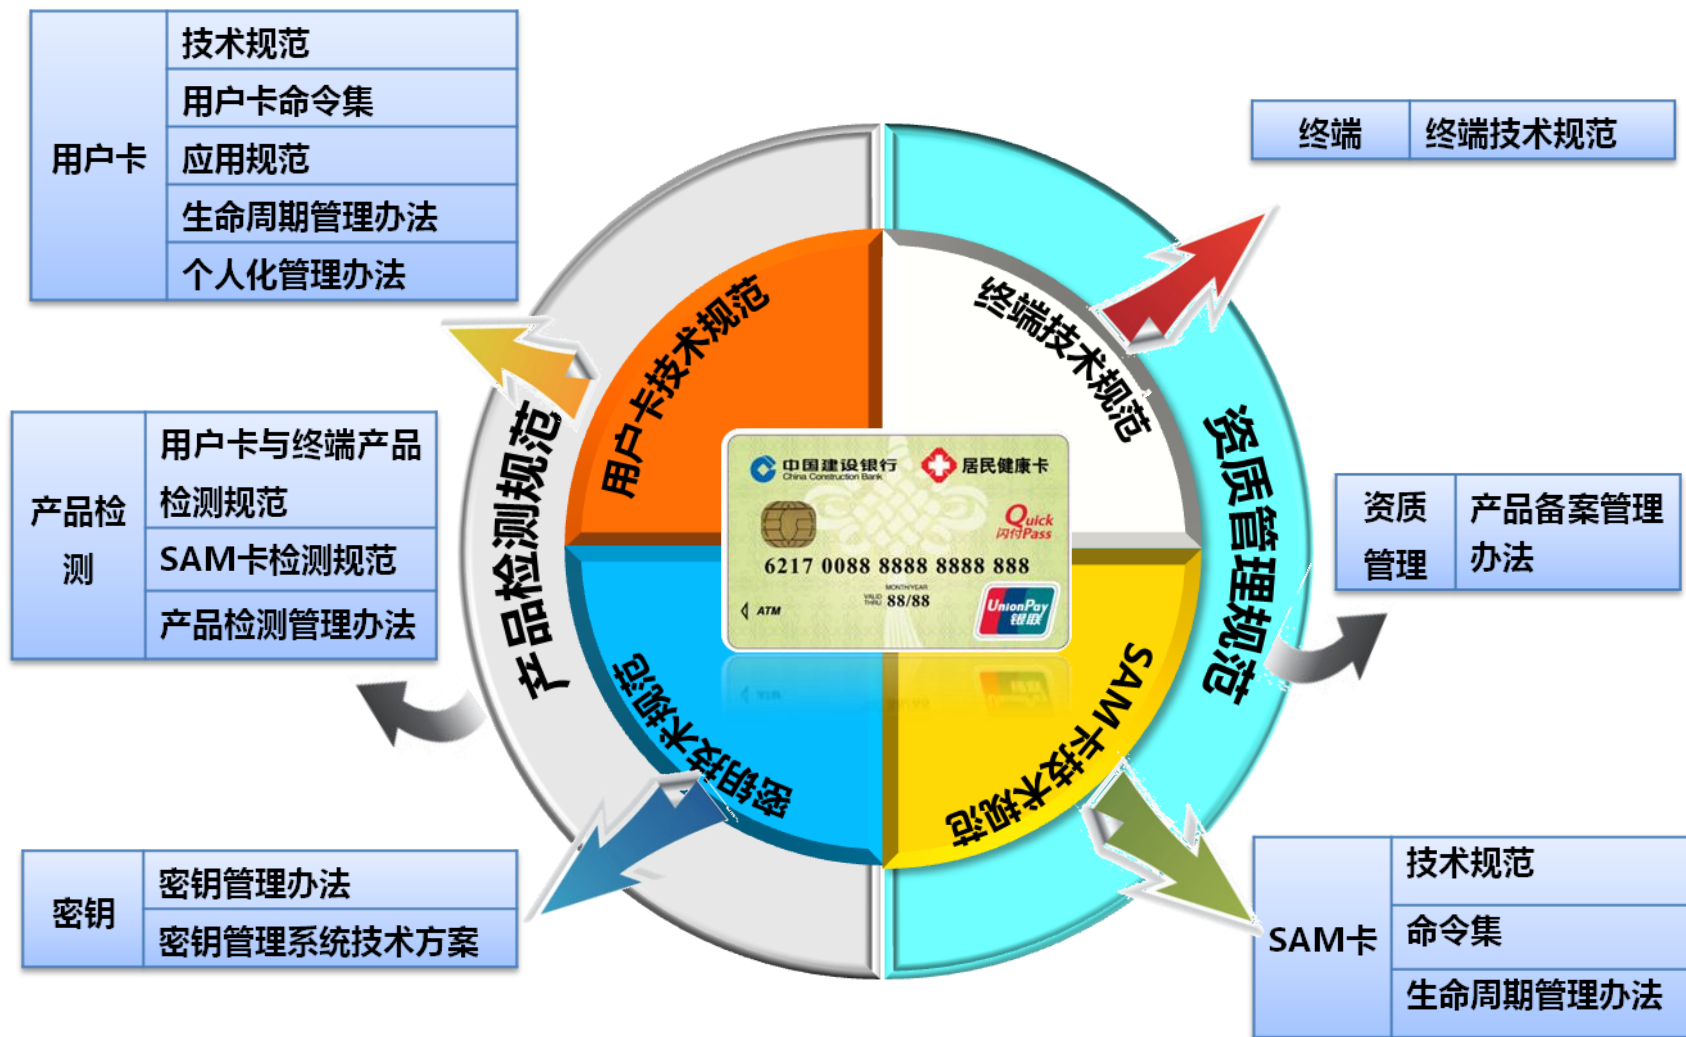 用户卡
技术规范
用户卡命令集
应用规范
生命周期管理办法
个人化管理办法
终端
终端技术规范
产品检
测
用户卡与终端产品
检测规范
SAM卡检测规范
产品检测管理办法
资质
管理
产品备案管理
办法
密钥
密钥管理办法
密钥管理系统技术方案
SAM卡
技术规范
命令集
生命周期管理办法
产品检测规范
资质管理规范
用户卡技术规范
终端技术规范
密钥技术规范
SAM卡技术规范
中国建设银行
China Construction Bank
居民健康卡
Quick
闪付Pass
6217 0088 8888 8888 888
MONTH/YEAR
VALID
THRU 88/88
ATM
UnionPay
银联